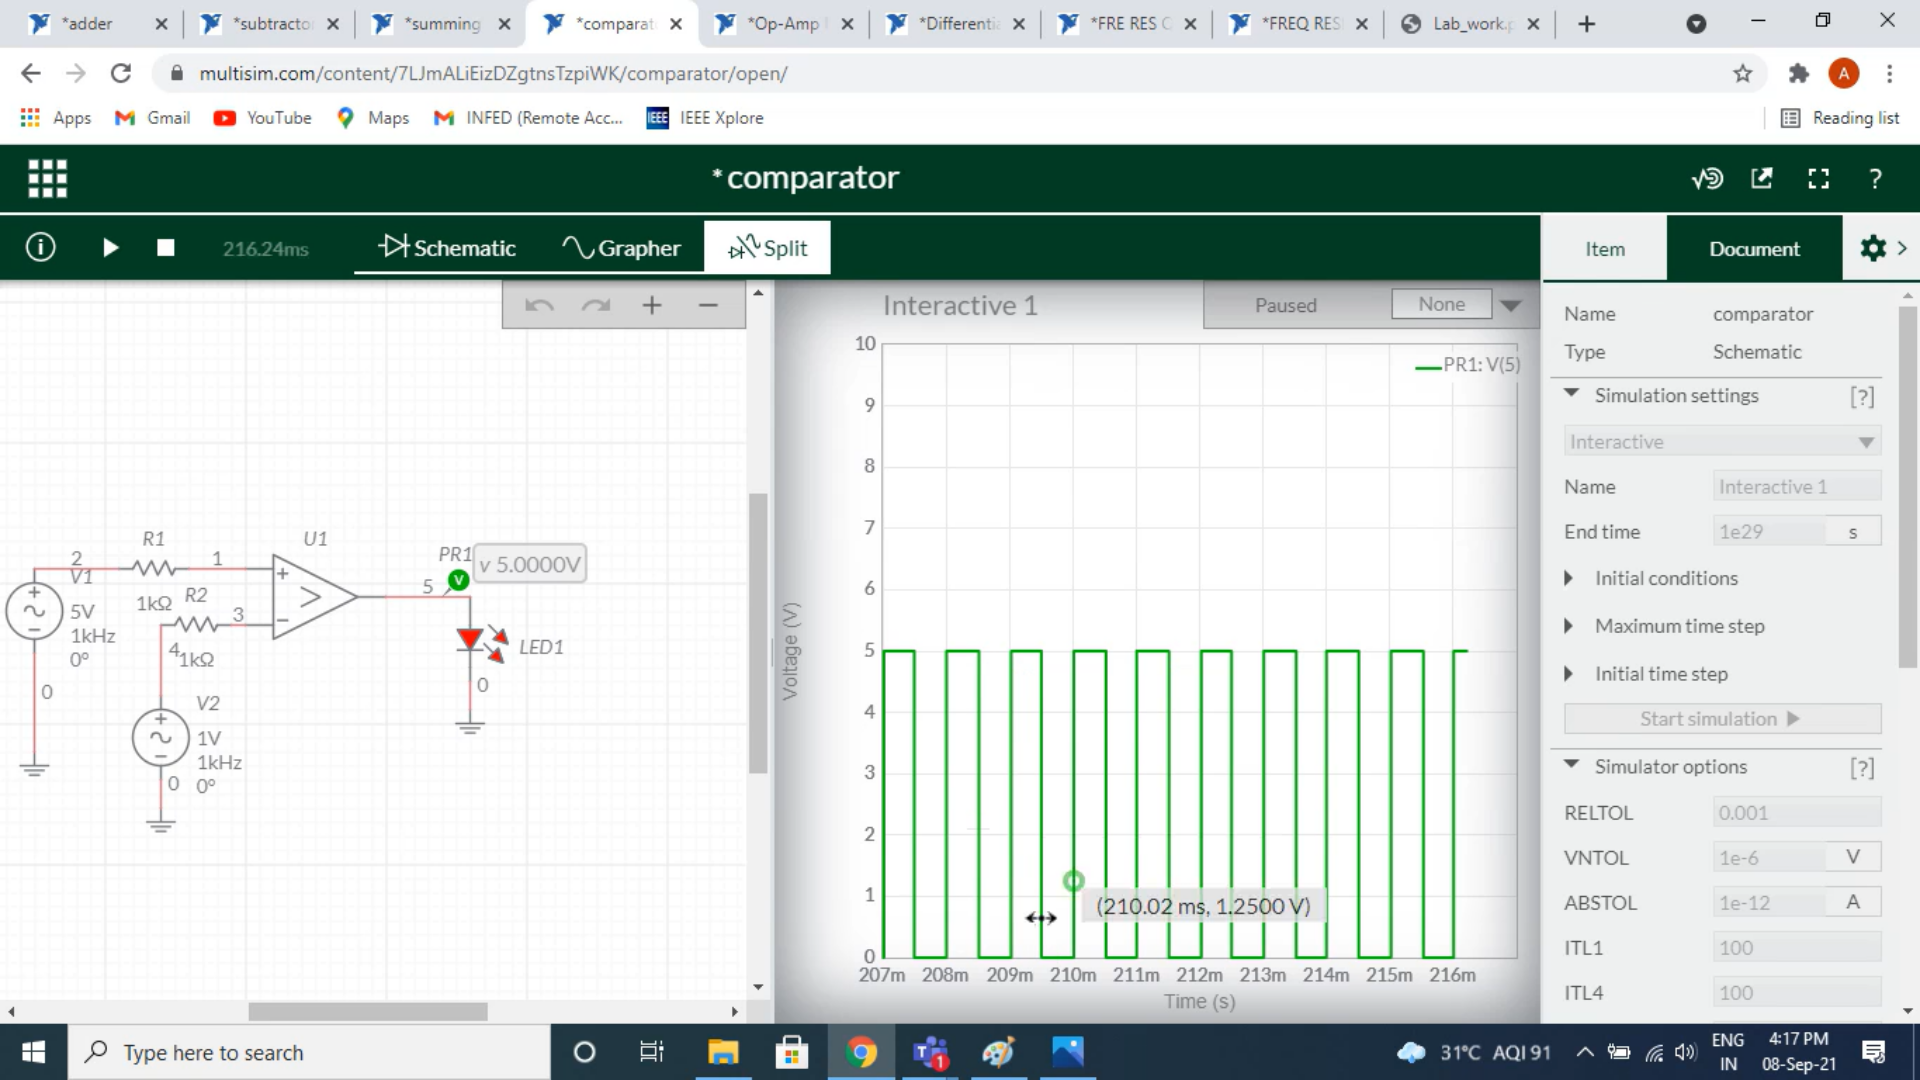 *adder
*subtracto
*summing
*comparat
*Op-Amp
*Differentia
*FRE RES C
*FREQ RES
Lab_work.p
multisim.com/content/7LJmALiEizDZgtnsTzpiWK/comparator/open/
A
Apps
Gmail
YouTube
Maps
INFED (Remote Acc...
IEEE
IEEE Xplore
Reading list
*comparator
?
216.24ms
Schematic
Grapher
Split
Item
Document
Interactive 1
Paused
None
PR1: V(5)
10
9
8
7
6
5
4
3
2
1
0
Voltage (V)
(210.02 ms, 1.2500 V)
207m 208m 209m 210m 211m 212m 213m 214m 215m 216m
Time (s)
R1
U1
2
V1
1
+
PR1
V
v 5.0000V
5
5V
1kHz
0°
1kΩ
R2
3
>
4
1kΩ
LED1
0
0
V2
1V
1kHz
0°
0
Name comparator
Type Schematic
Simulation settings [?]
Interactive
Name Interactive 1
End time 1e29 s
Initial conditions
Maximum time step
Initial time step
Start simulation
Simulator options [?]
RELTOL 0.001
VNTOL 1e-6 V
ABSTOL 1e-12 A
ITL1 100
ITL4 100
Type here to search
1
31°C AQI 91
ENG
IN
4:17 PM
08-Sep-21